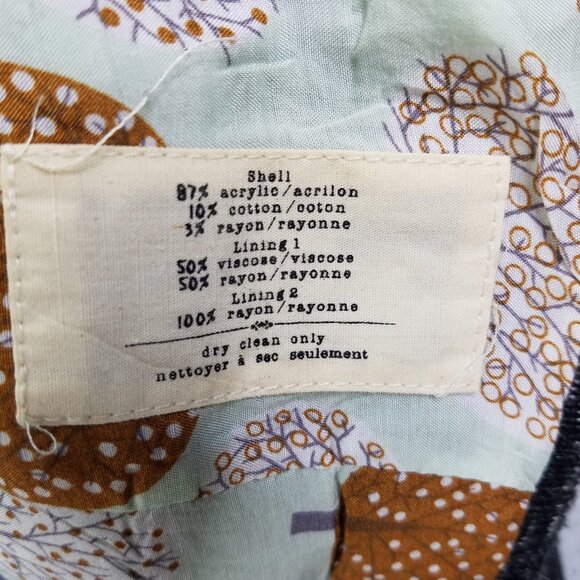 Shell
87% acrylic/acrilon
10% cotton/coton
3% rayon/rayonne
Lining 1
50% viscose/viscose
50% rayon/rayonne
Lining 2
100% rayon/rayonne
dry clean only
nettoyer à sec seulement